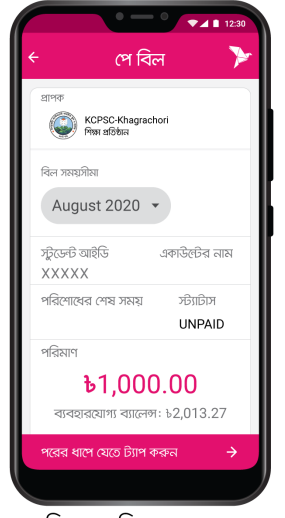 12:30
পে বিল
প্রাপক
KCPSC-Khagrachori
শিক্ষা প্রতিষ্ঠান
বিল সময়সীমা
August 2020
স্টুডেন্ট আইডি একাউন্টের নাম
XXXXX
পরিশোধের শেষ সময় স্ট্যাটাস
UNPAID
পরিমাণ
৳1,000.00
ব্যবহারযোগ্য ব্যালেন্স: ৳2,013.27
পরের ধাপে যেতে ট্যাপ করুন